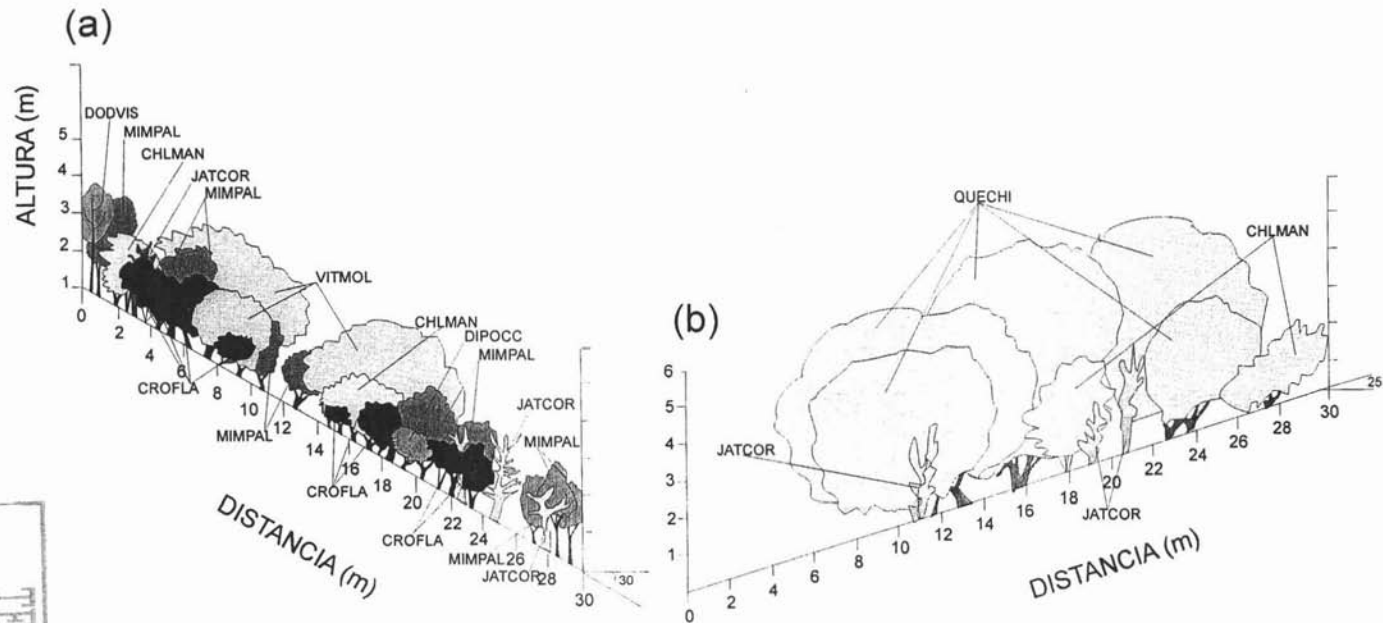 (a)
ALTURA (m)
5
4
3
2
1
DODVIS
MIMPAL
CHLMAN
JATCOR
MIMPAL
VITMOL
CHLMAN
DIPOCC
MIMPAL
JATCOR
MIMPAL
2
4
6
8
10
12
14
16
18
20
22
24
26
28
30
30
CROFLA
MIMPAL
CROFLA
CROFLA
MIMPAL
JATCOR
DISTANCIA (m)
(b)
6
5
4
3
2
1
QUECHI
CHLMAN
JATCOR
JATCOR
0
2
4
6
8
10
12
14
16
18
20
22
24
26
28
30
25
DISTANCIA (m)